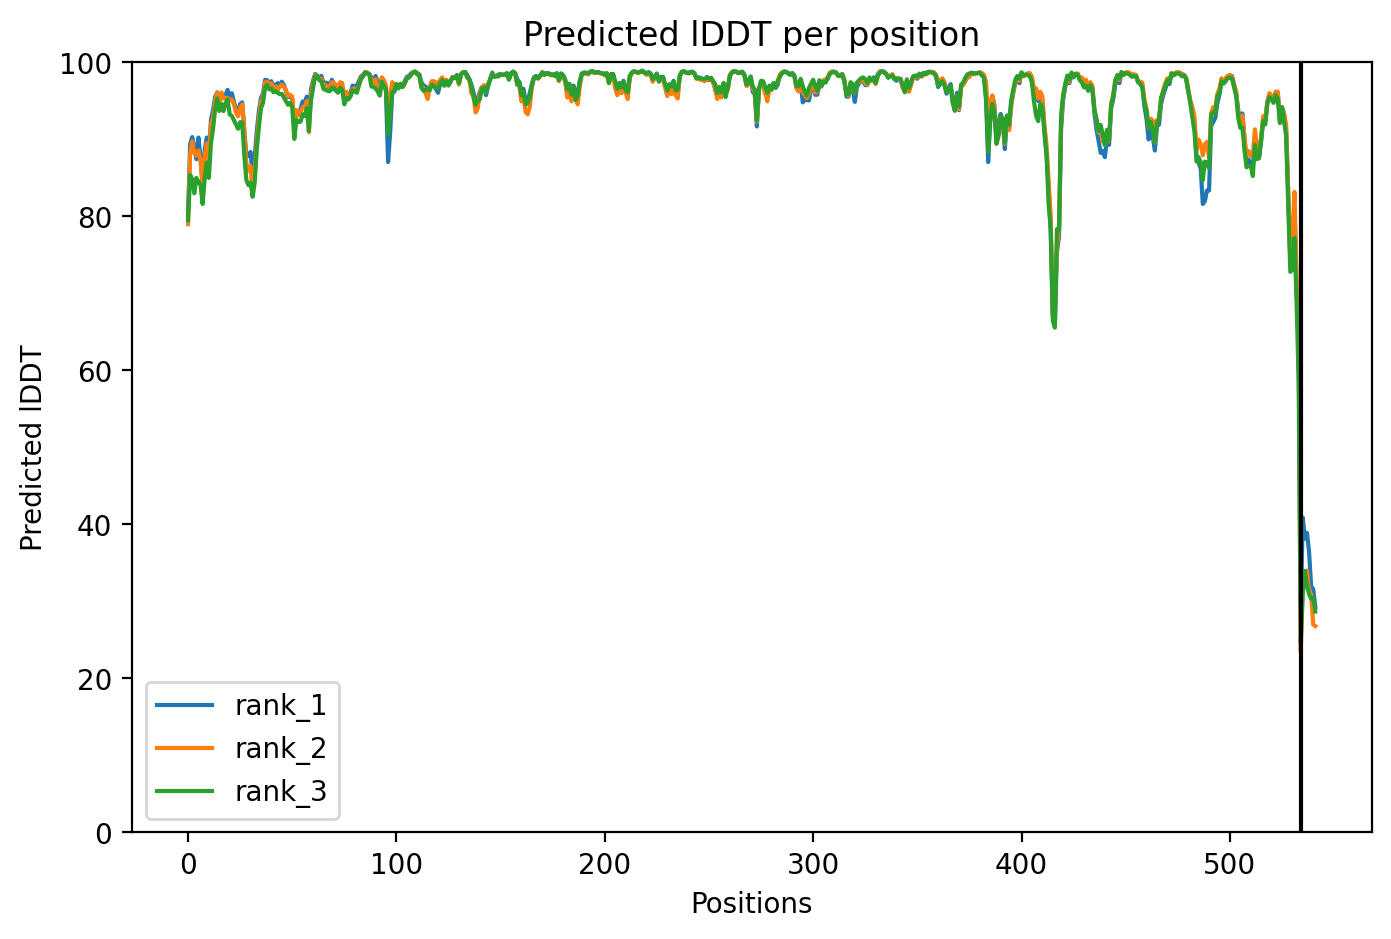 Predicted lDDT per position
Predicted lDDT
100
80
60
40
20
0
rank_1
rank_2
rank_3
0 100 200 300 400 500
Positions